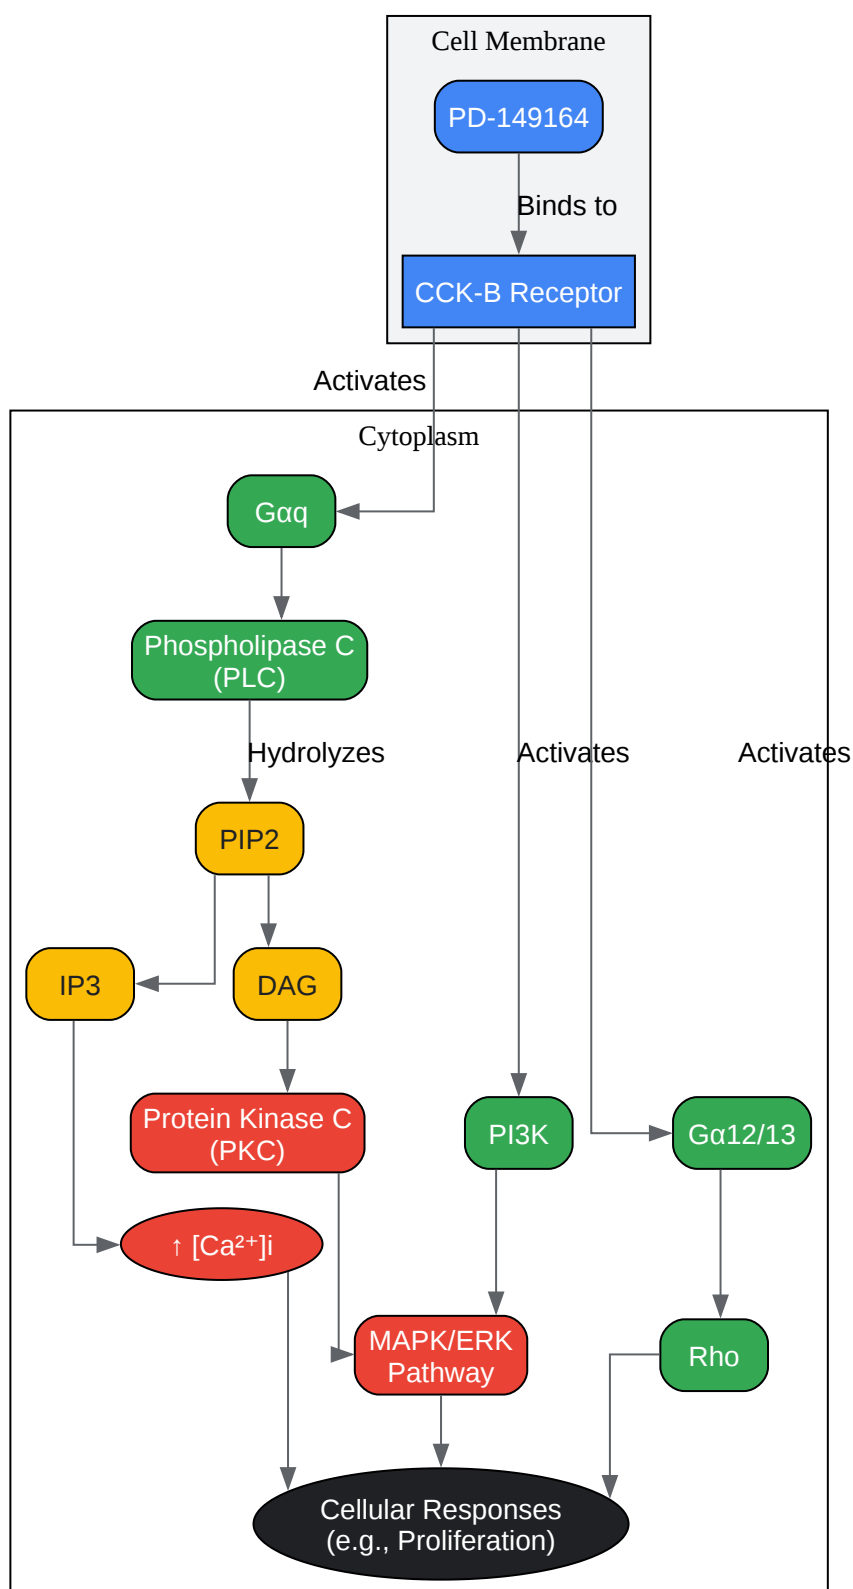 Cell Membrane
PD-149164
Binds to
CCK-B Receptor
Activates
Cytoplasm
Gαq
Phospholipase C
(PLC)
Hydrolyzes
Activates
Activates
PIP2
IP3
DAG
Protein Kinase C
(PKC)
PI3K
Gα12/13
↑ [Ca²⁺]i
MAPK/ERK
Pathway
Rho
Cellular Responses
(e.g., Proliferation)